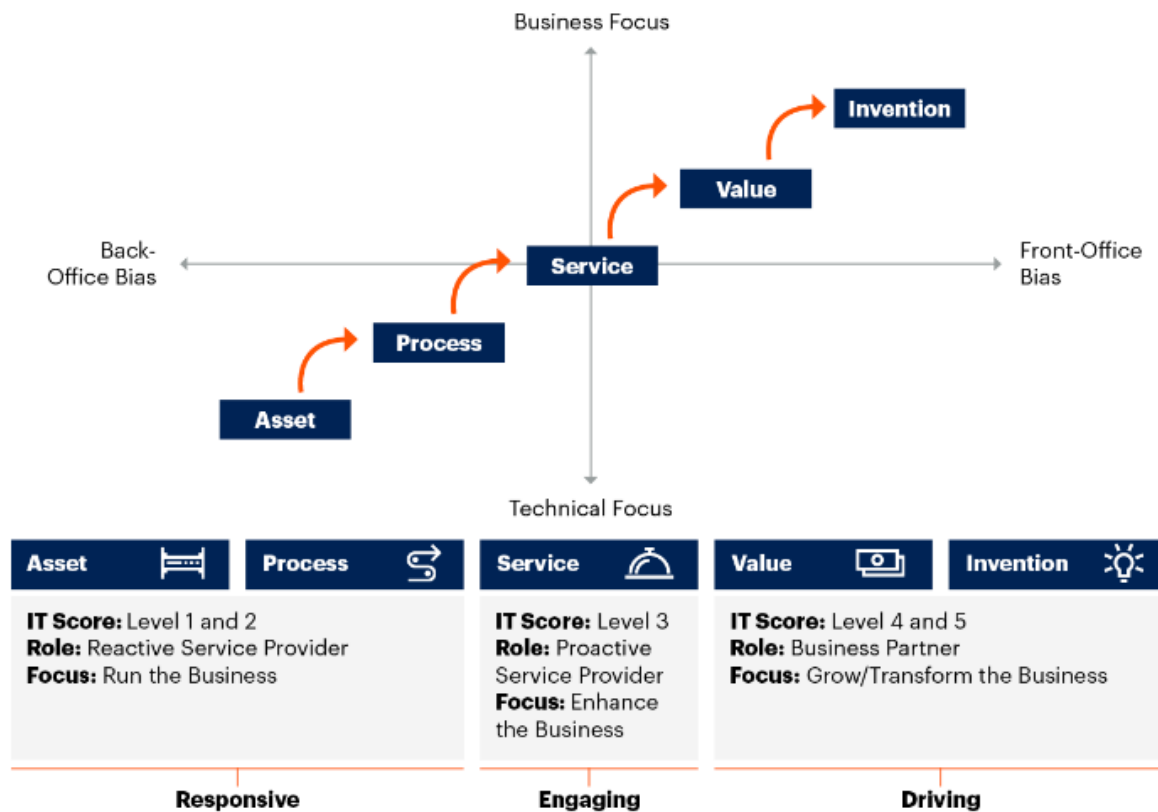 Business Focus
Invention
Value
Back-
Office Bias
Service
Front-Office
Bias
Process
Asset
Technical Focus
Asset
Process
Service
Value
Invention
IT Score: Level 1 and 2
Role: Reactive Service Provider
Focus: Run the Business
IT Score: Level 3
Role: Proactive
Service Provider
Focus: Enhance
the Business
IT Score: Level 4 and 5
Role: Business Partner
Focus: Grow/Transform the Business
Responsive
Engaging
Driving